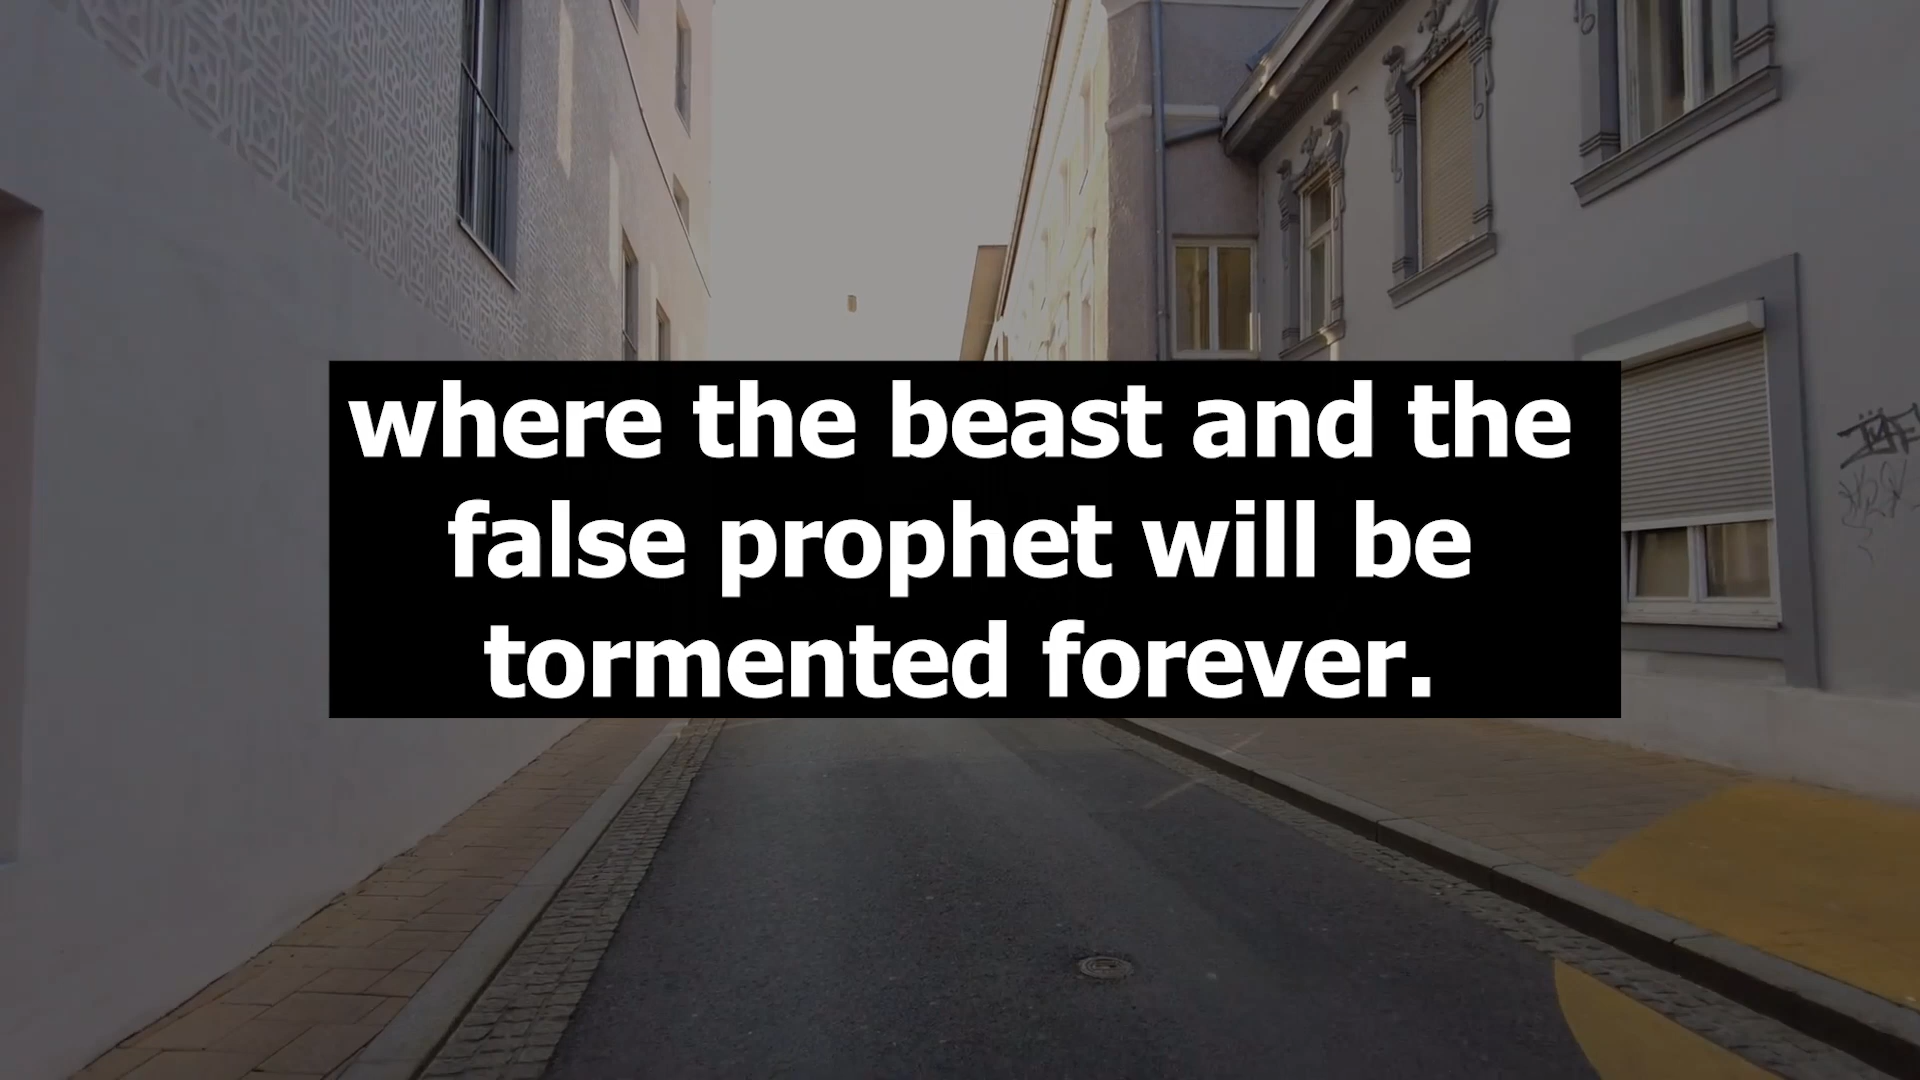 where the beast and the
false prophet will be
tormented forever.